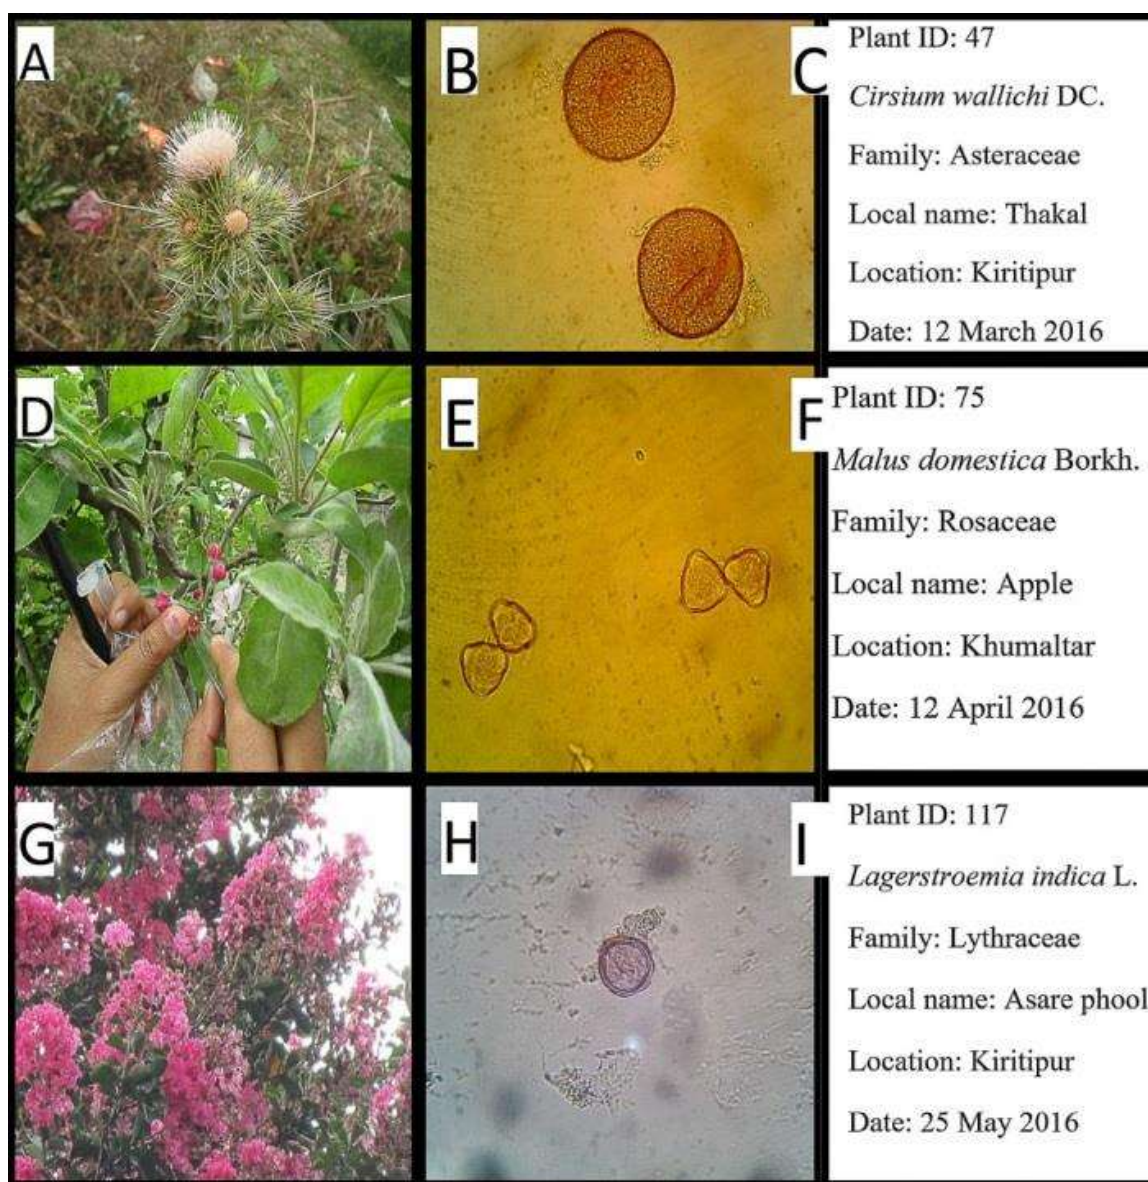 A
B
C
Plant ID: 47
Cirsium wallichi DC.
Family: Asteraceae
Local name: Thakal
Location: Kiritipur
Date: 12 March 2016
D
E
F
Plant ID: 75
Malus domestica Borkh.
Family: Rosaceae
Local name: Apple
Location: Khumaltar
Date: 12 April 2016
G
H
I
Plant ID: 117
Lagerstroemia indica L.
Family: Lythraceae
Local name: Asare phool
Location: Kiritipur
Date: 25 May 2016